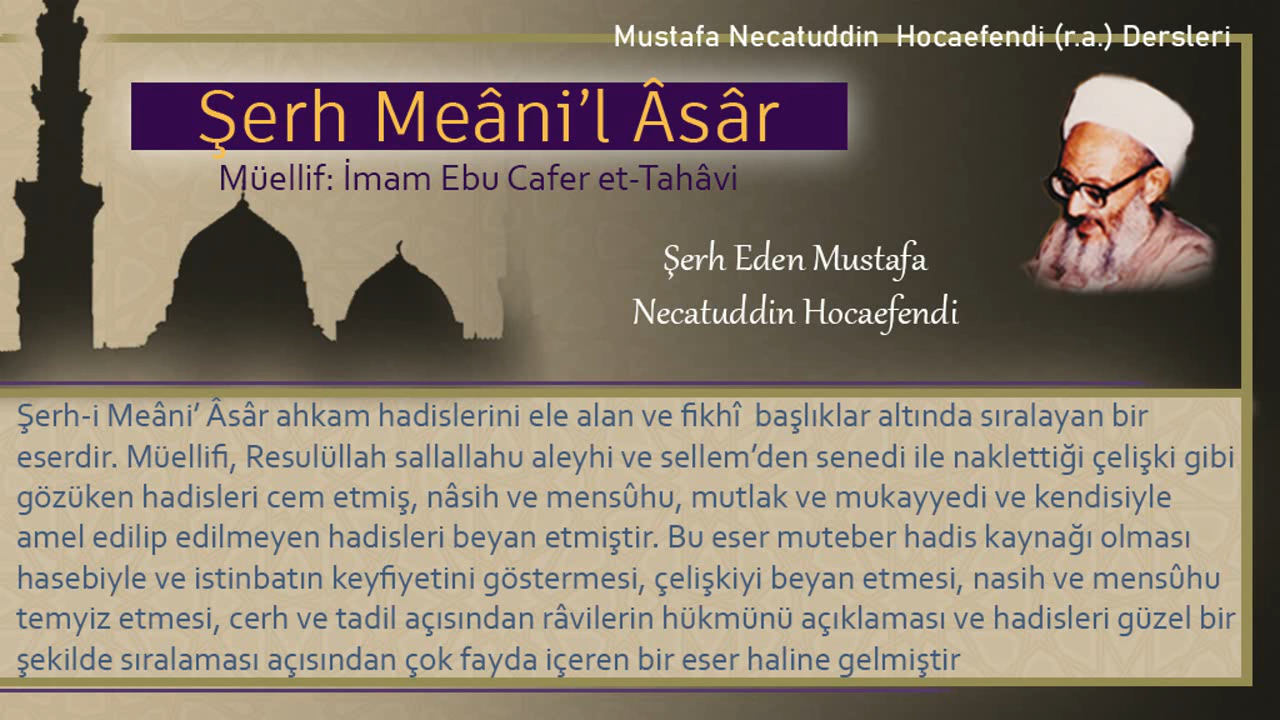 Mustafa Necatuddin Hocaefendi (r.a.) Dersleri
Şerh Meâni’l Âsâr
Müellif: İmam Ebu Cafer et-Tahâvi
Şerh Eden Mustafa
Necatuddin Hocaefendi
Şerh-i Meâni’ Âsâr ahkam hadislerini ele alan ve fikhî başlıklar altında sıralayan bir
eserdir. Müellifi, Resulüllah sallallahu aleyhi ve sellem’den senedi ile naklettiği çelişki gibi
gözüken hadisleri cem etmiş, nâsih ve mensûhu, mutlak ve mukayyedi ve kendisiyle
amel edilip edilmeyen hadisleri beyan etmiştir. Bu eser muteber hadis kaynağı olması
hasebiyle ve istinbatın keyfiyetini göstermesi, çelişkiyi beyan etmesi, nasih ve mensûhu
temyiz etmesi, cerh ve tadil açısından râvilerin hükmünü açıklaması ve hadisleri güzel bir
şekilde sıralaması açısından çok fayda içeren bir eser haline gelmiştir